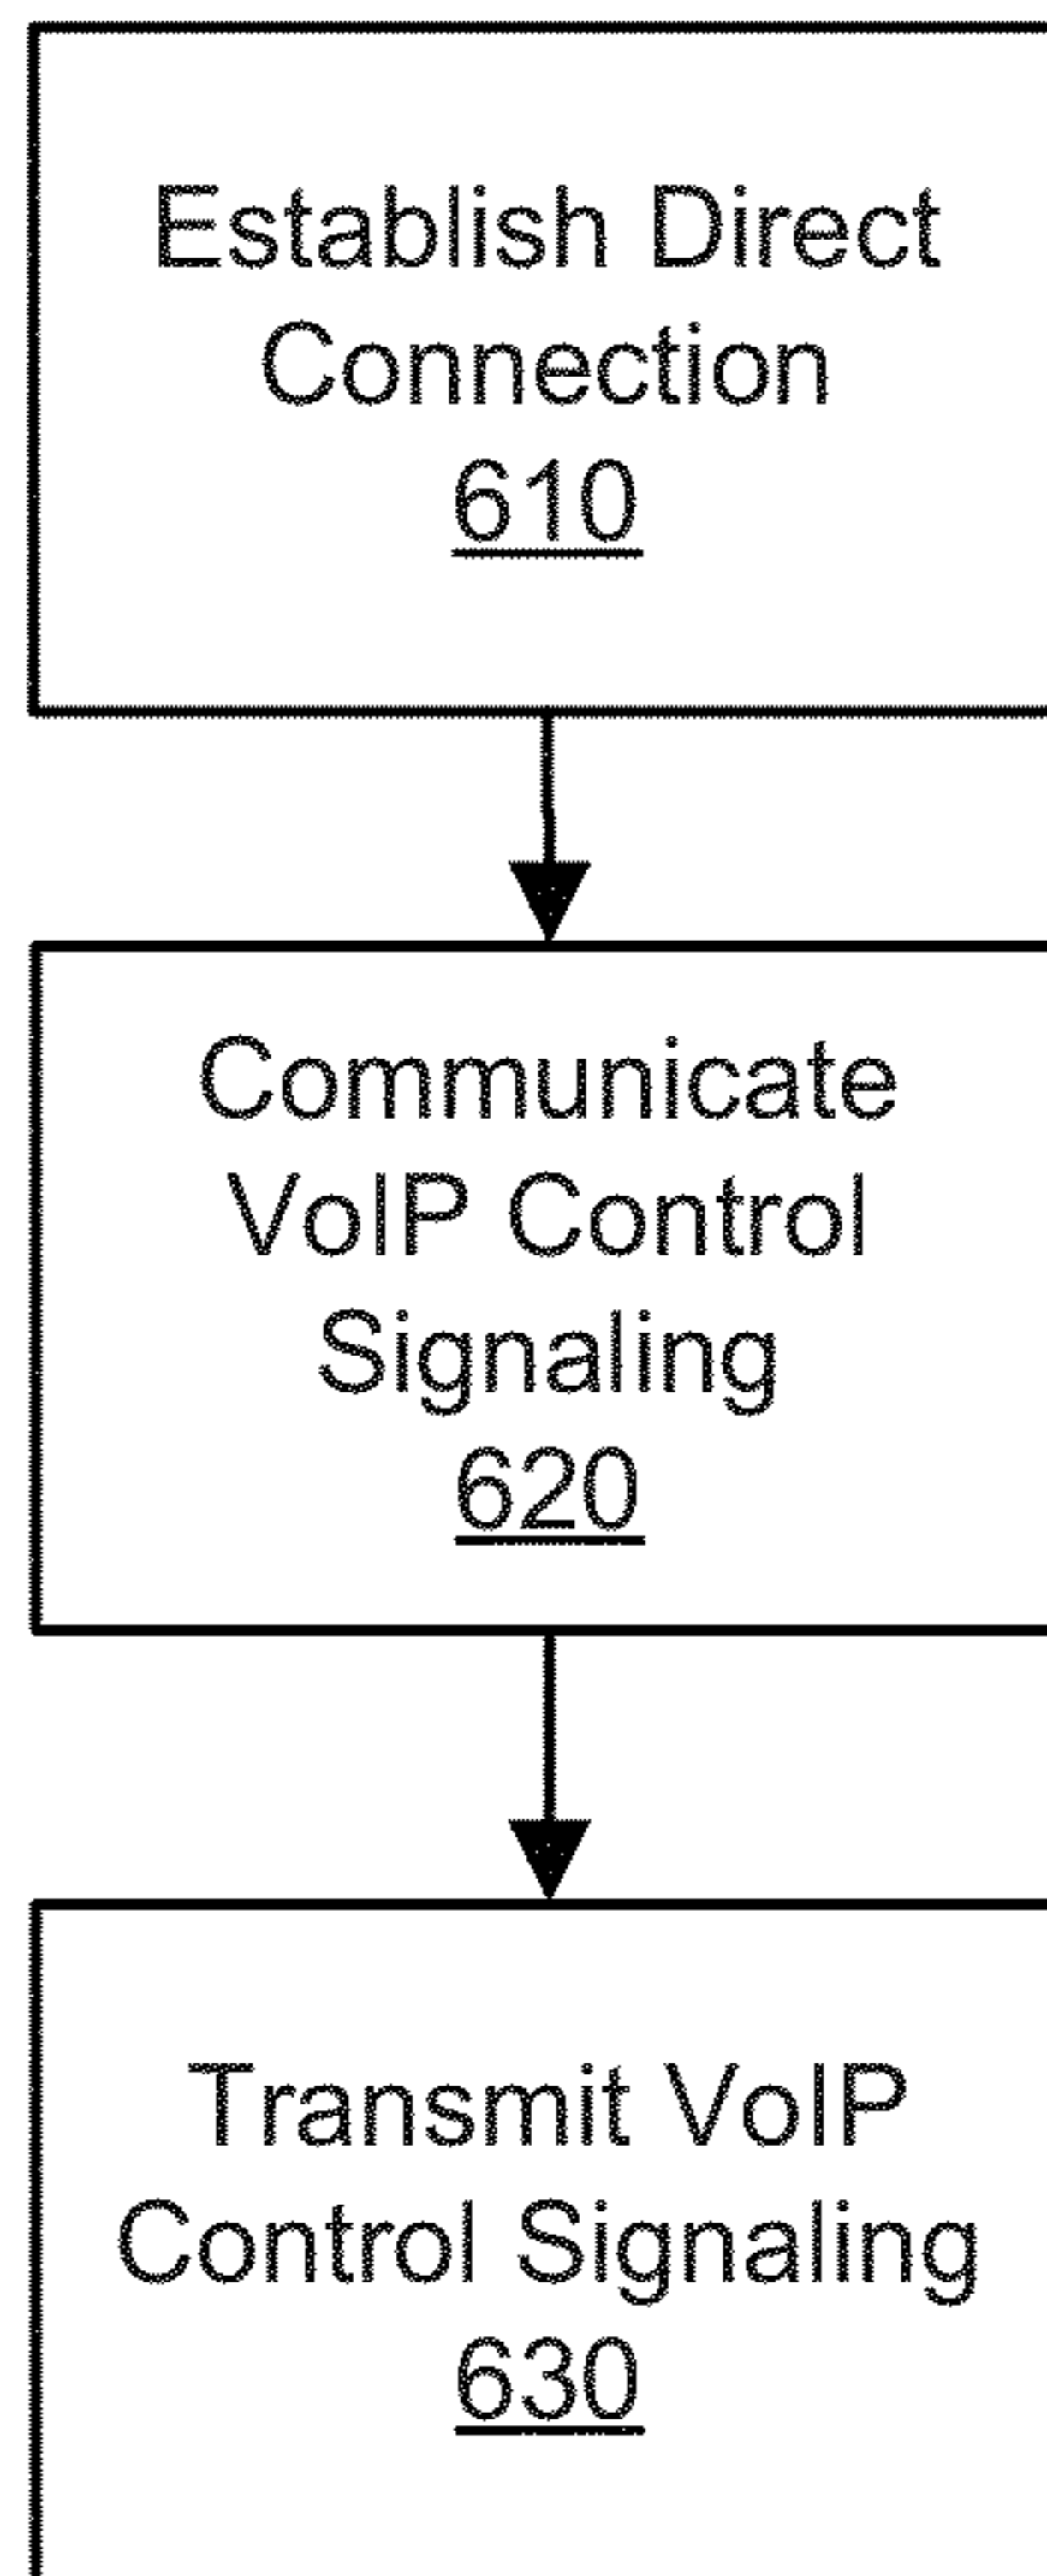 Establish Direct
Connection
610
Communicate
VoIP Control
Signaling
620
Transmit VoIP
Control Signaling
630